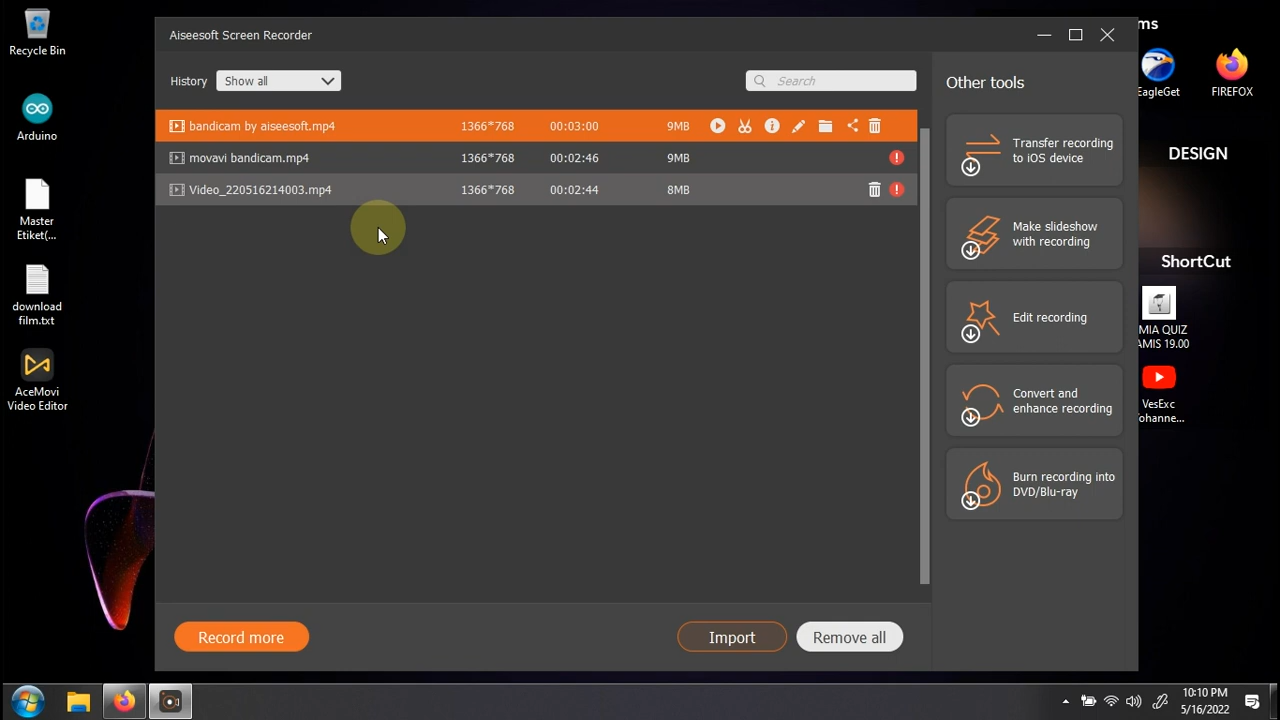 Recycle Bin
Arduino
Master
Etiket(...
download
film.txt
AceMovi
Video Editor
Aiseesoft Screen Recorder
History
Show all
Search
bandicam by aiseesoft.mp4 1366*768 00:03:00 9MB
movavi bandicam.mp4 1366*768 00:02:46 9MB
Video_220516214003.mp4 1366*768 00:02:44 8MB
Record more
Import
Remove all
Other tools
Transfer recording
to iOS device
Make slideshow
with recording
Edit recording
Convert and
enhance recording
Burn recording into
DVD/Blu-ray
ms
EagleGet
FIREFOX
DESIGN
ShortCut
MIA QUIZ
AMIS 19.00
VesExc
ohanne...
10:10 PM
5/16/2022